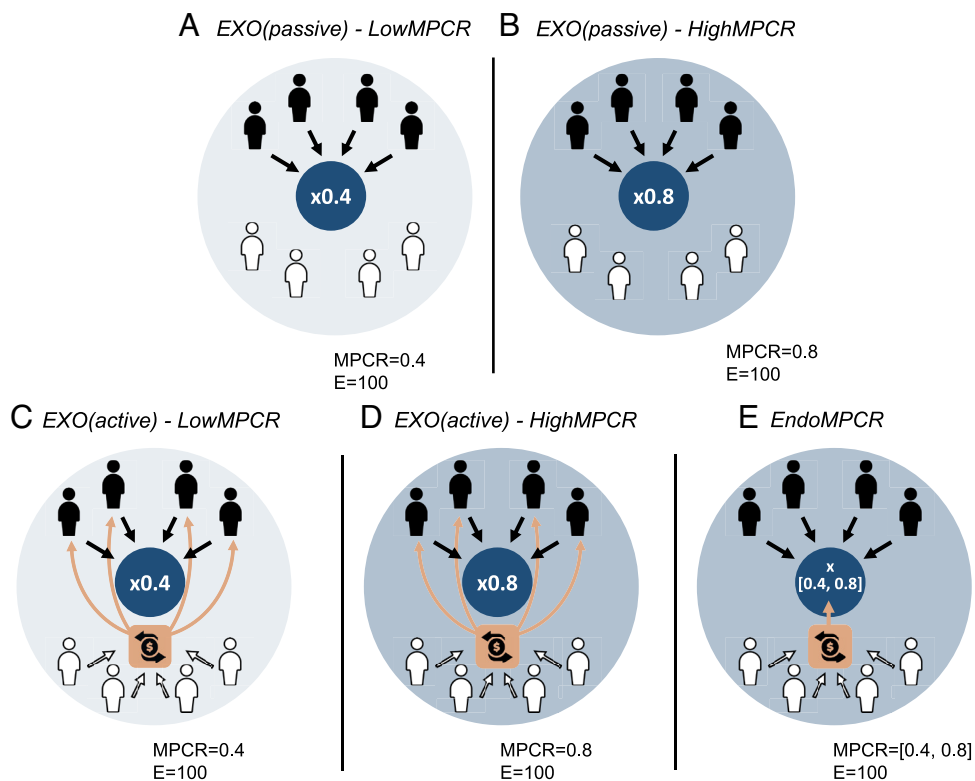 A EXO(passive) - LowMPCR
B EXO(passive) - HighMPCR
x0.4
x0.8
MPCR=0.4
E=100
MPCR=0.8
E=100
C EXO(active) - LowMPCR
D EXO(active) - HighMPCR
E EndoMPCR
x0.4
x0.8
x
[0.4, 0.8]
$
$
$
MPCR=0.4
E=100
MPCR=0.8
E=100
MPCR=[0.4, 0.8]
E=100